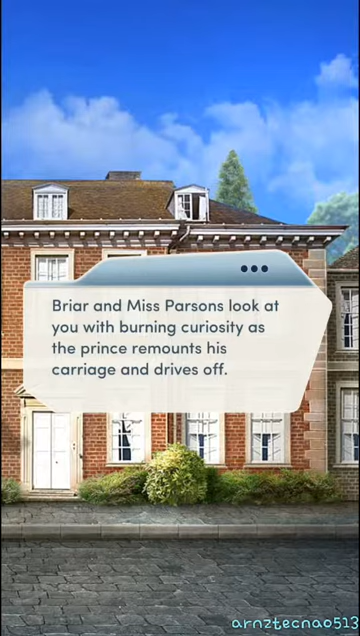 Briar and Miss Parsons look at
you with burning curiosity as
the prince remounts his
carriage and drives off.
arnztecna0513